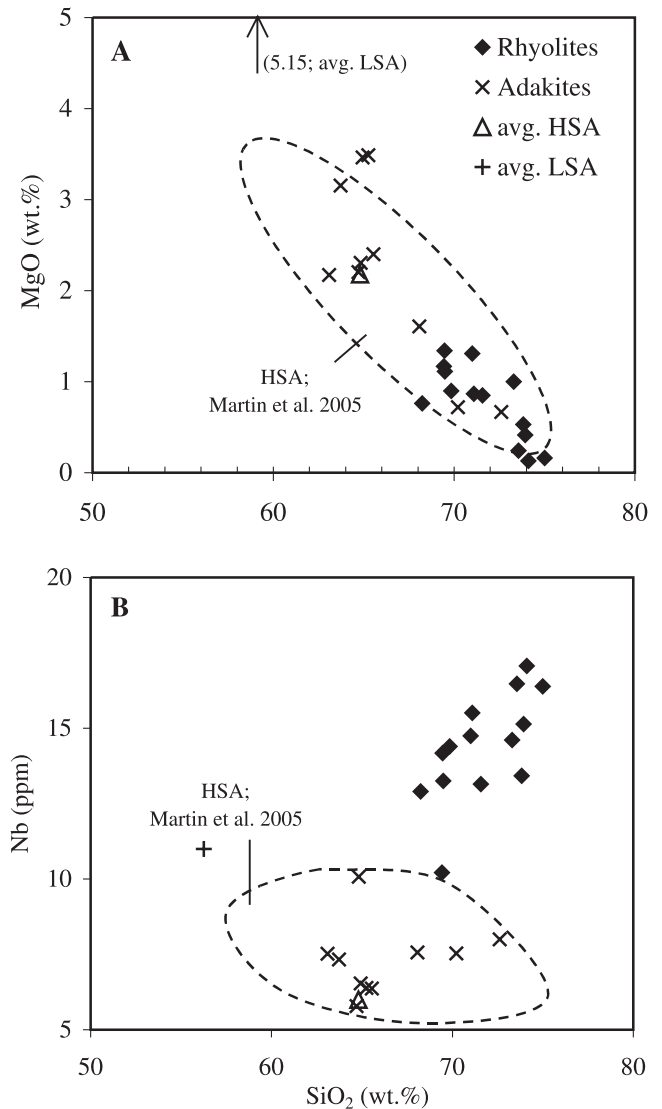 5
A
(5.15; avg. LSA)
Rhyolites
Adakites
avg. HSA
avg. LSA
4
3
2
1
0
MgO (wt.%)
HSA;
Martin et al. 2005
50 60 70 80
20
B
15
10
5
Nb (ppm)
HSA;
Martin et al. 2005
50 60 70 80
SiO₂ (wt.%)